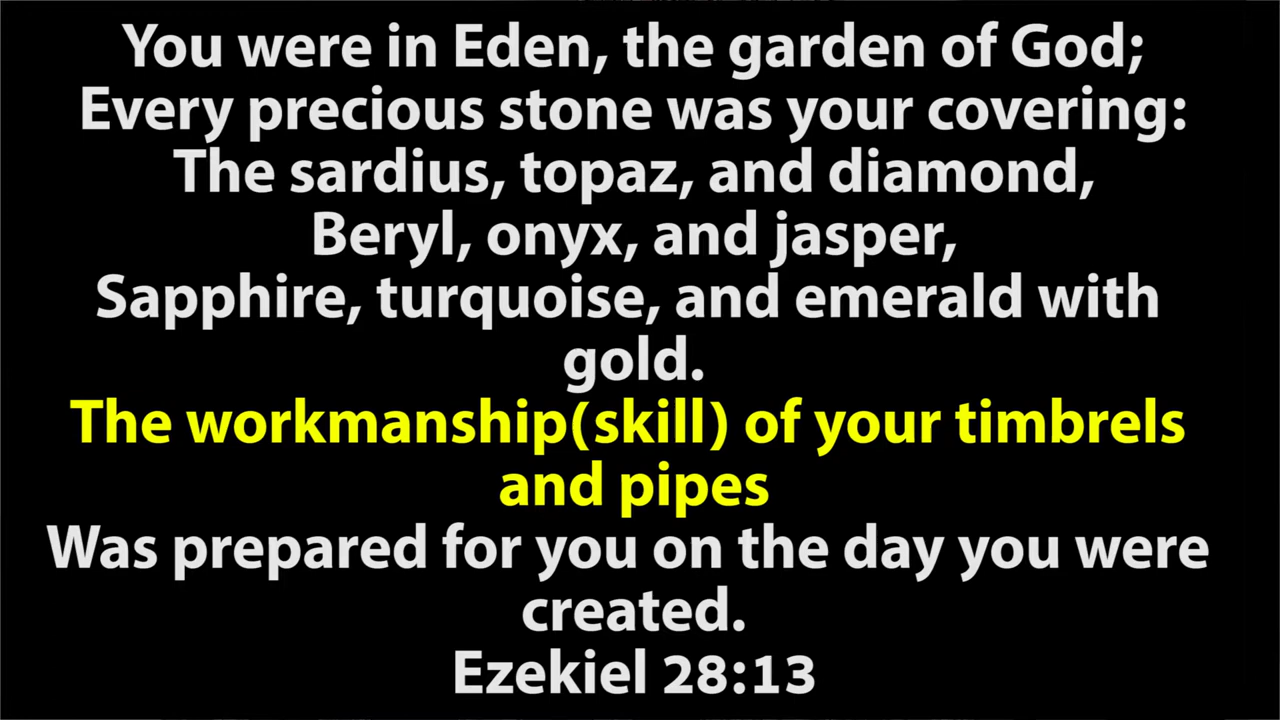 You were in Eden, the garden of God;
Every precious stone was your covering:
The sardius, topaz, and diamond,
Beryl, onyx, and jasper,
Sapphire, turquoise, and emerald with
gold.
The workmanship(skill) of your timbrels
and pipes
Was prepared for you on the day you were
created.
Ezekiel 28:13